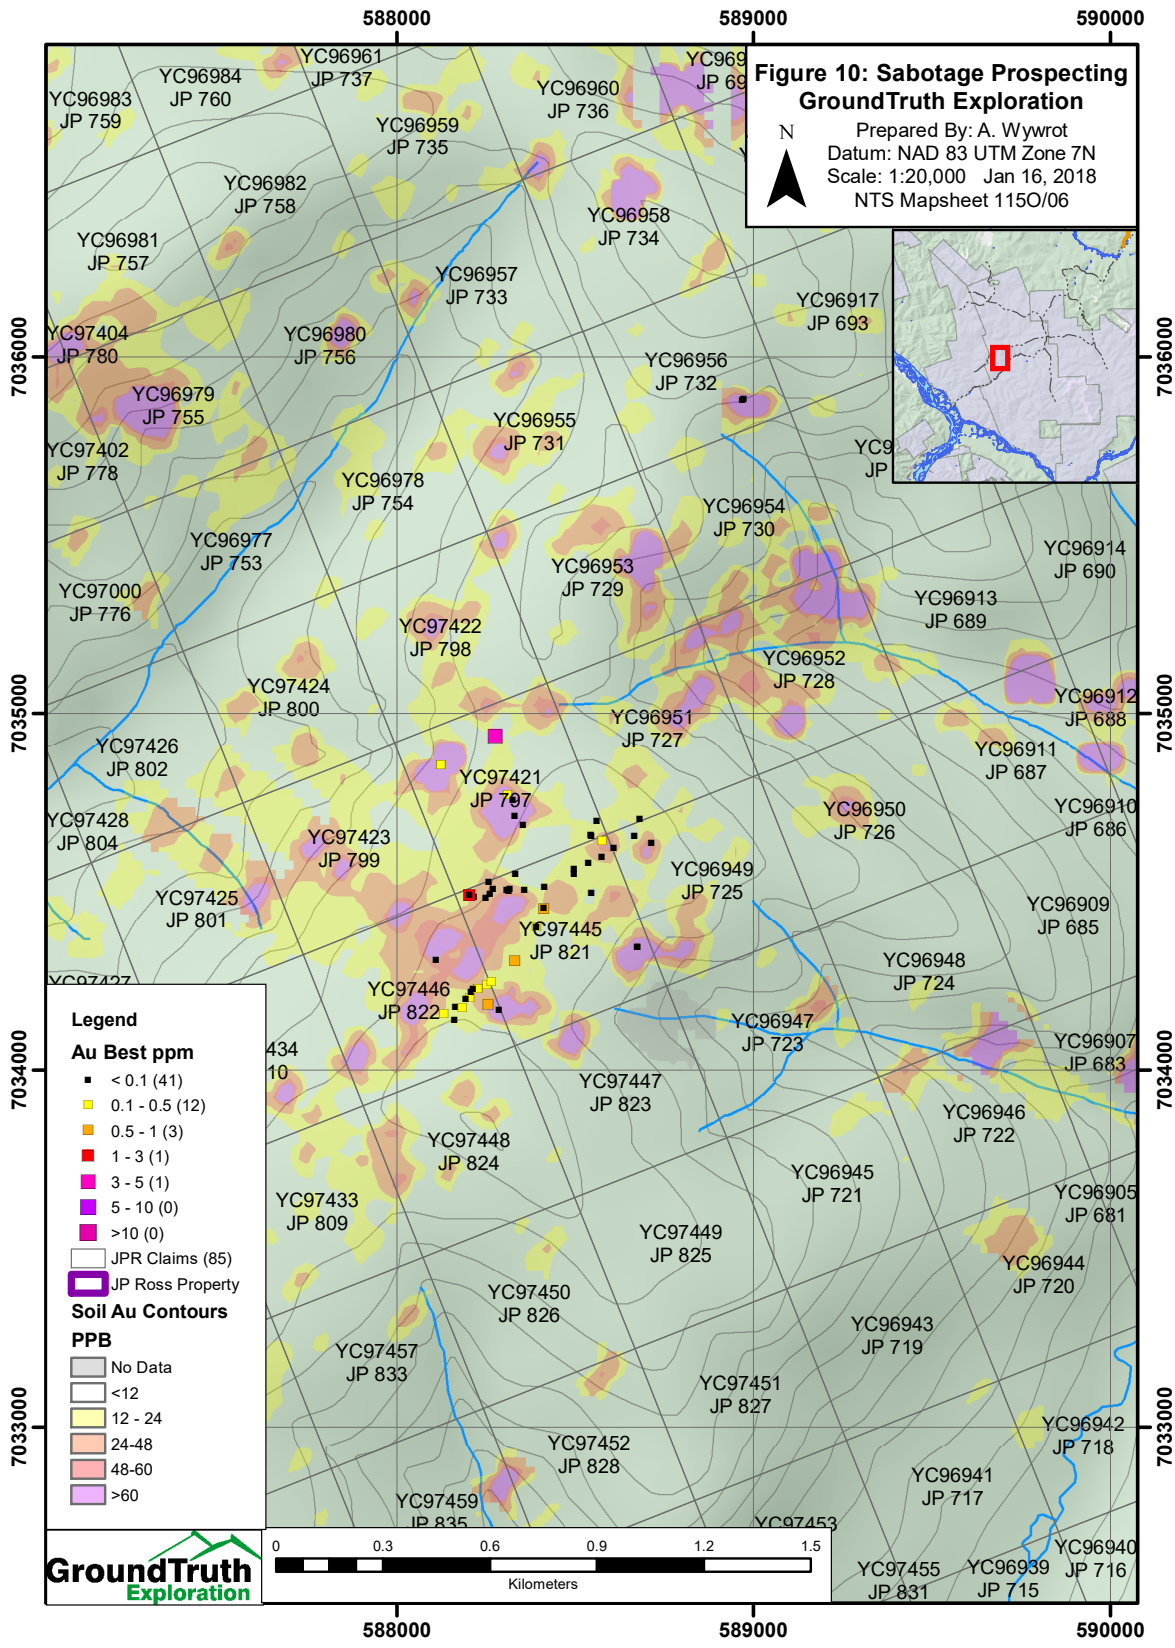 588000
589000
590000
Figure 10: Sabotage Prospecting
GroundTruth Exploration
N
Prepared By: A. Wywrot
Datum: NAD 83 UTM Zone 7N
Scale: 1:20,000 Jan 16, 2018
NTS Mapsheet 115O/06
YC96961
JP 737
YC96984
JP 760
YC96983
JP 759
YC96960
JP 736
YC96959
JP 735
YC96982
JP 758
YC96958
JP 734
YC96981
JP 757
YC96957
JP 733
YC96917
JP 693
YC97404
JP 780
YC96980
JP 756
YC96956
JP 732
7036000
7036000
YC96979
JP 755
YC96955
JP 731
YC97402
JP 778
YC96978
JP 754
YC96954
JP 730
YC96977
JP 753
YC96914
JP 690
YC96953
JP 729
YC97000
JP 776
YC96913
JP 689
YC97422
JP 798
YC96952
JP 728
YC97424
JP 800
YC96912
JP 688
7035000
7035000
YC96951
JP 727
YC97426
JP 802
YC96911
JP 687
YC97421
JP 797
YC96950
JP 726
YC96910
JP 686
YC97428
JP 804
YC97423
JP 799
YC96949
JP 725
YC97425
JP 801
YC96909
JP 685
YC97445
JP 821
YC96948
JP 724
YC97427
YC97446
JP 822
YC96947
JP 723
YC96907
JP 683
434
10
7034000
7034000
YC97447
JP 823
YC96946
JP 722
YC97448
JP 824
YC96945
JP 721
YC97433
JP 809
YC96905
JP 681
YC97449
JP 825
YC96944
JP 720
YC97450
JP 826
YC96943
JP 719
YC97457
JP 833
YC97451
JP 827
7033000
7033000
YC96942
JP 718
YC97452
JP 828
YC96941
JP 717
YC97459
JP 835
YC97453
YC96940
JP 716
YC97455
JP 831
YC96939
JP 715
Legend
Au Best ppm
< 0.1 (41)
0.1 - 0.5 (12)
0.5 - 1 (3)
1 - 3 (1)
3 - 5 (1)
5 - 10 (0)
>10 (0)
JPR Claims (85)
JP Ross Property
Soil Au Contours
PPB
No Data
<12
12 - 24
24-48
48-60
>60
GroundTruth
Exploration
0 0.3 0.6 0.9 1.2 1.5
Kilometers
588000
589000
590000